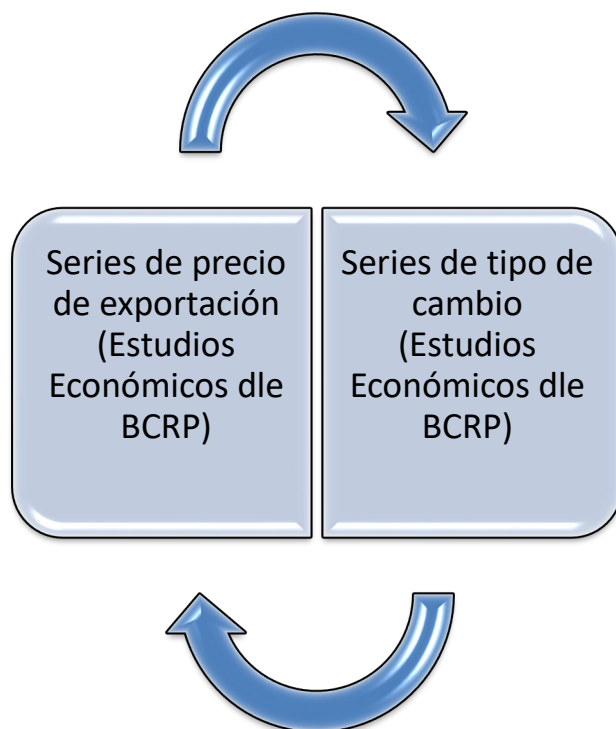 Series de precio
de exportación
(Estudios
Económicos dle
BCRP)
Series de tipo de
cambio
(Estudios
Económicos dle
BCRP)